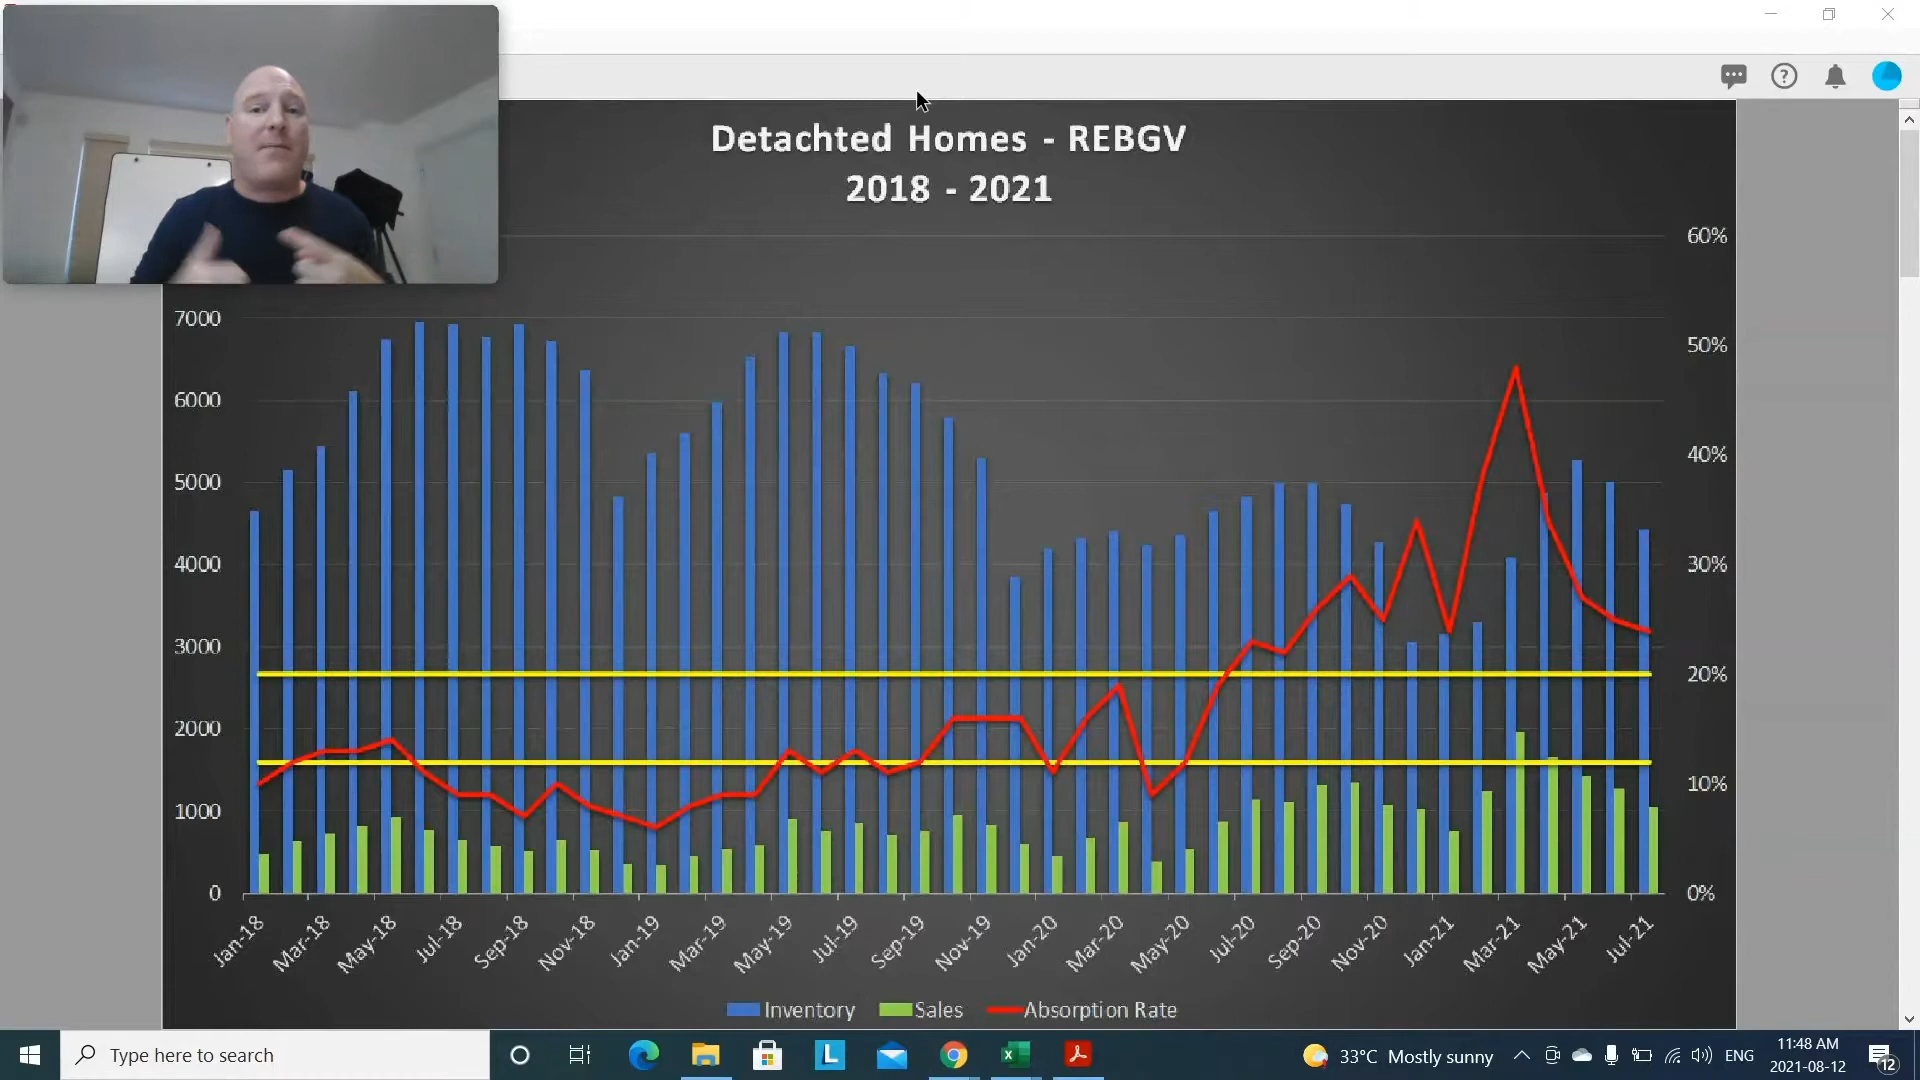 Detachted Homes - REBGV
2018 - 2021
60%
7000
50%
6000
40%
5000
30%
4000
3000
20%
2000
10%
1000
0
0%
Jan-18
Mar-18
May-18
Jul-18
Sep-18
Nov-18
Jan-19
Mar-19
May-19
Jul-19
Sep-19
Nov-19
Jan-20
Mar-20
May-20
Jul-20
Sep-20
Nov-20
Jan-21
Mar-21
May-21
Jul-21
Inventory
Sales
Absorption Rate
Type here to search
L
33°C Mostly sunny
ENG
11:48 AM
2021-08-12
12